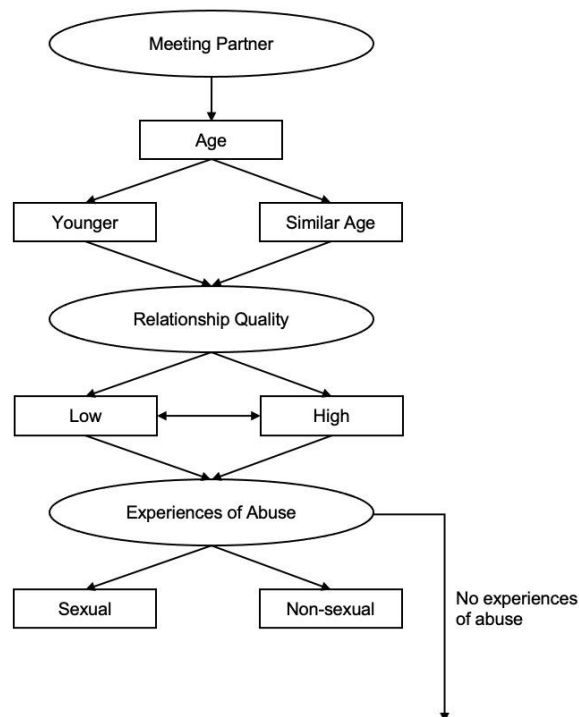 Meeting Partner
Age
Younger
Similar Age
Relationship Quality
Low
High
Experiences of Abuse
Sexual
Non-sexual
No experiences
of abuse